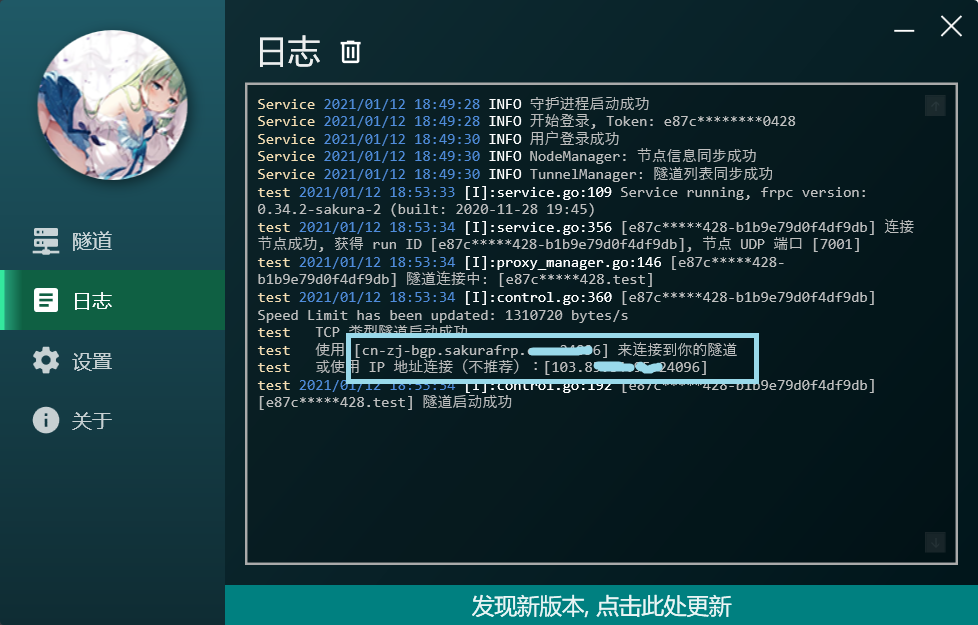 日志
Service 2021/01/12 18:49:28 INFO 守护进程启动成功
Service 2021/01/12 18:49:28 INFO 开始登录, Token: e87c********0428
Service 2021/01/12 18:49:30 INFO 用户登录成功
Service 2021/01/12 18:49:30 INFO NodeManager: 节点信息同步成功
Service 2021/01/12 18:49:30 INFO TunnelManager: 隧道列表同步成功
test 2021/01/12 18:53:33 [I]:service.go:109 Service running, frpc version:
0.34.2-sakura-2 (built: 2020-11-28 19:45)
test 2021/01/12 18:53:34 [I]:service.go:356 [e87c*****428-b1b9e79d0f4df9db] 连接
节点成功, 获得 run ID [e87c*****428-b1b9e79d0f4df9db], 节点 UDP 端口 [7001]
test 2021/01/12 18:53:34 [I]:proxy_manager.go:146 [e87c*****428-
b1b9e79d0f4df9db] 隧道连接中: [e87c*****428.test]
test 2021/01/12 18:53:34 [I]:control.go:360 [e87c*****428-b1b9e79d0f4df9db]
Speed Limit has been updated: 1310720 bytes/s
test TCP 类型隧道启动成功
test 使用 [cn-zj-bgp.sakurafrp. 6] 来连接到你的隧道
test 或使用 IP 地址连接（不推荐）：[103.8 24096]
test 2021/01/12 18:53:34 [I]:control.go:192 [e87c*****428-b1b9e79d0f4df9db]
[e87c*****428.test] 隧道启动成功
隧道
日志
设置
关于
发现新版本, 点击此处更新